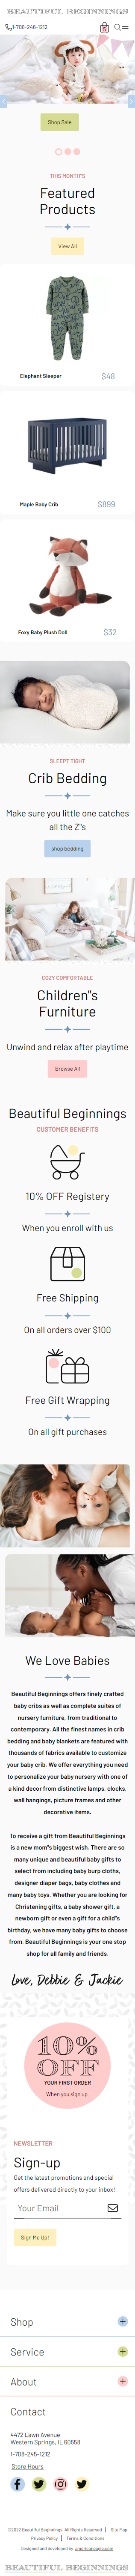 BEAUTIFUL BEGINNINGS
1-708-246-1212
Shop Sale
THIS MONTH'S
Featured
Products
View All
Elephant Sleeper
$48
Maple Baby Crib
$899
Foxy Baby Plush Doll
$32
SLEEPT TIGHT
Crib Bedding
Make sure you little one catches
all the Z"s
shop bedding
COZY COMFORTABLE
Children"s
Furniture
Unwind and relax after playtime
Browse All
Beautiful Beginnings
CUSTOMER BENEFITS
10% OFF Registery
When you enroll with us
Free Shipping
On all orders over $100
Free Gift Wrapping
On all gift purchases
We Love Babies
Beautiful Beginnings offers finely crafted
baby cribs as well as complete suites of
nursery furniture, from traditional to
contemporary. All the finest names in crib
bedding and baby blankets are featured with
thousands of fabrics available to customize
your baby crib. We offer everything you need
to personalize your baby nursery with one of
a kind decor from distinctive lamps, clocks,
wall hangings, picture frames and other
decorative items.
To receive a gift from Beautiful Beginnings
is a new mom"s biggest wish. There are so
many unique and beautiful baby gifts to
select from including baby burp cloths,
designer diaper bags, baby clothes and
many baby toys. Whether you are looking for
Christening gifts, a baby shower gift, a
newborn gift or even a gift for a child"s
birthday, we have many baby gifts to choose
from. Beautiful Beginnings is your one stop
shop for all family and friends.
Love, Debbie & Jackie
10%
OFF
YOUR FIRST ORDER
When you sign up.
NEWSLETTER
Sign-up
Get the latest promotions and special
offers delivered directly to your inbox!
Your Email
Sign Me Up!
Shop
Service
About
Contact
4472 Lawn Avenue
Western Springs, IL 60558
1-708-245-1212
Store Hours
©2022 Beautiful Beginnings. All Rights Reserved | Site Map |
Privacy Policy | Terms & Conditions
Designed and developed by americaneagle.com
BEAUTIFUL BEGINNINGS